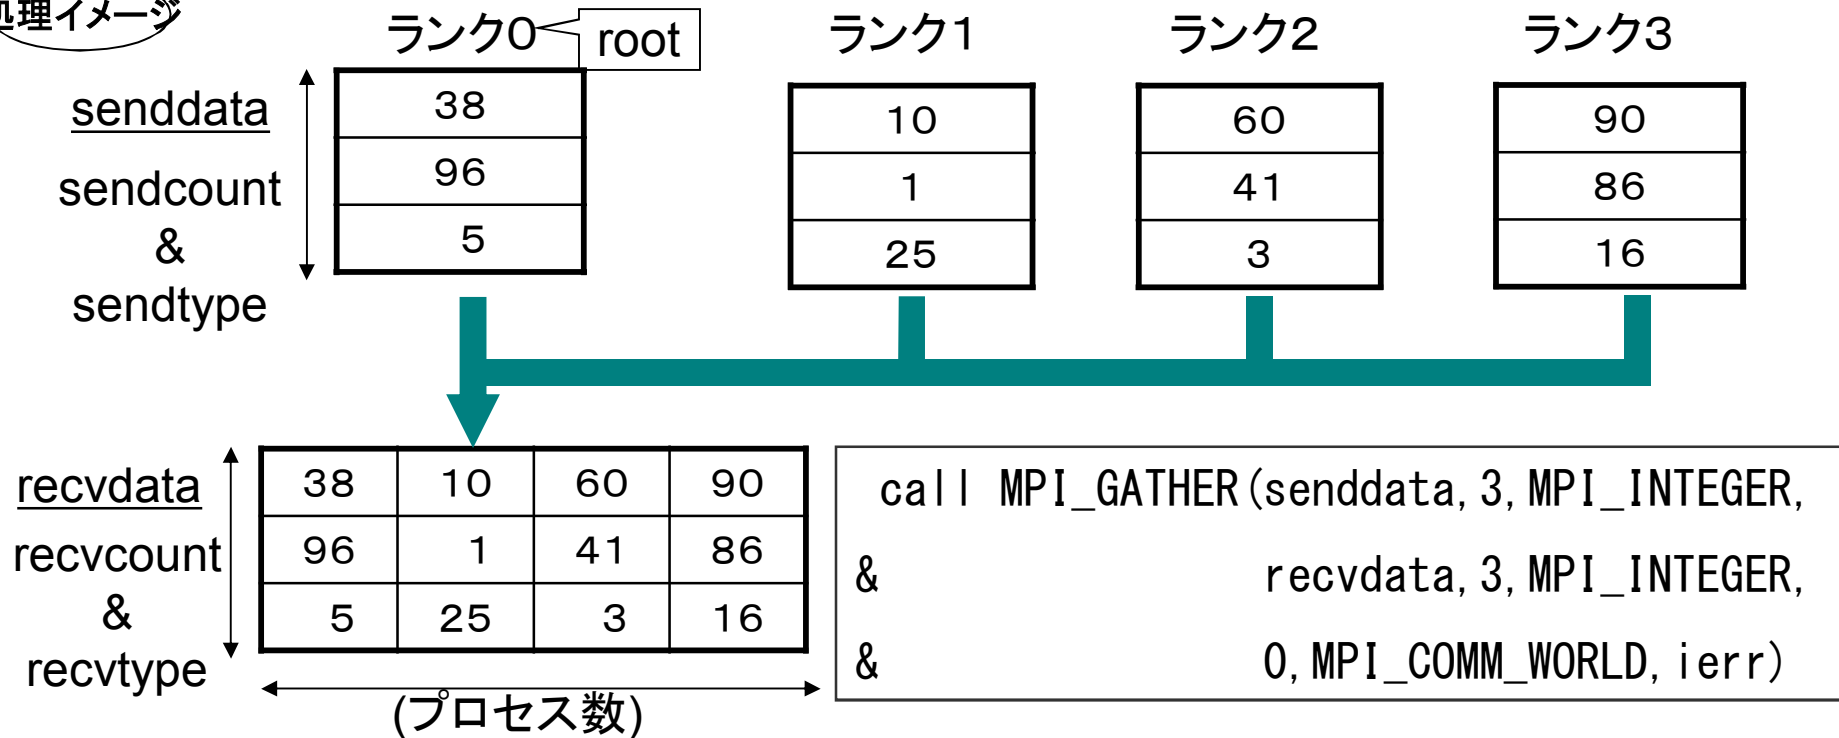 処理イメージ
ランク０ root ランク１ ランク２ ランク３
senddata
sendcount
&
sendtype
38 10 60 90
96 1 41 86
5 25 3 16
recvdata
recvcount
&
recvtype
38 10 60 90
96 1 41 86
5 25 3 16
(プロセス数)
call MPI_GATHER(senddata,3,MPI_INTEGER,
& recvdata,3,MPI_INTEGER,
& 0,MPI_COMM_WORLD,ierr)